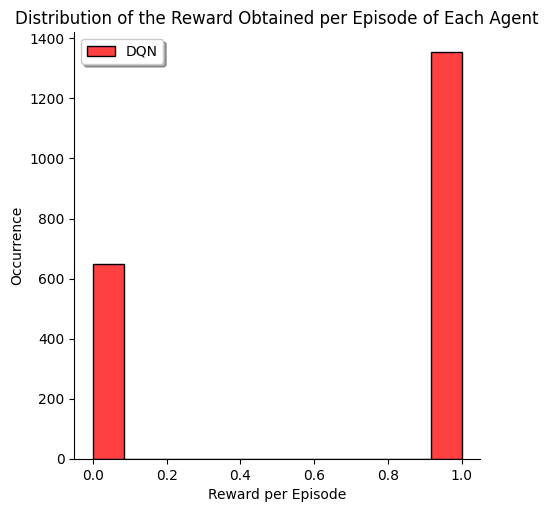 Distribution of the Reward Obtained per Episode of Each Agent
DQN
1400
1200
1000
800
600
400
200
0
Occurrence
0.0 0.2 0.4 0.6 0.8 1.0
Reward per Episode